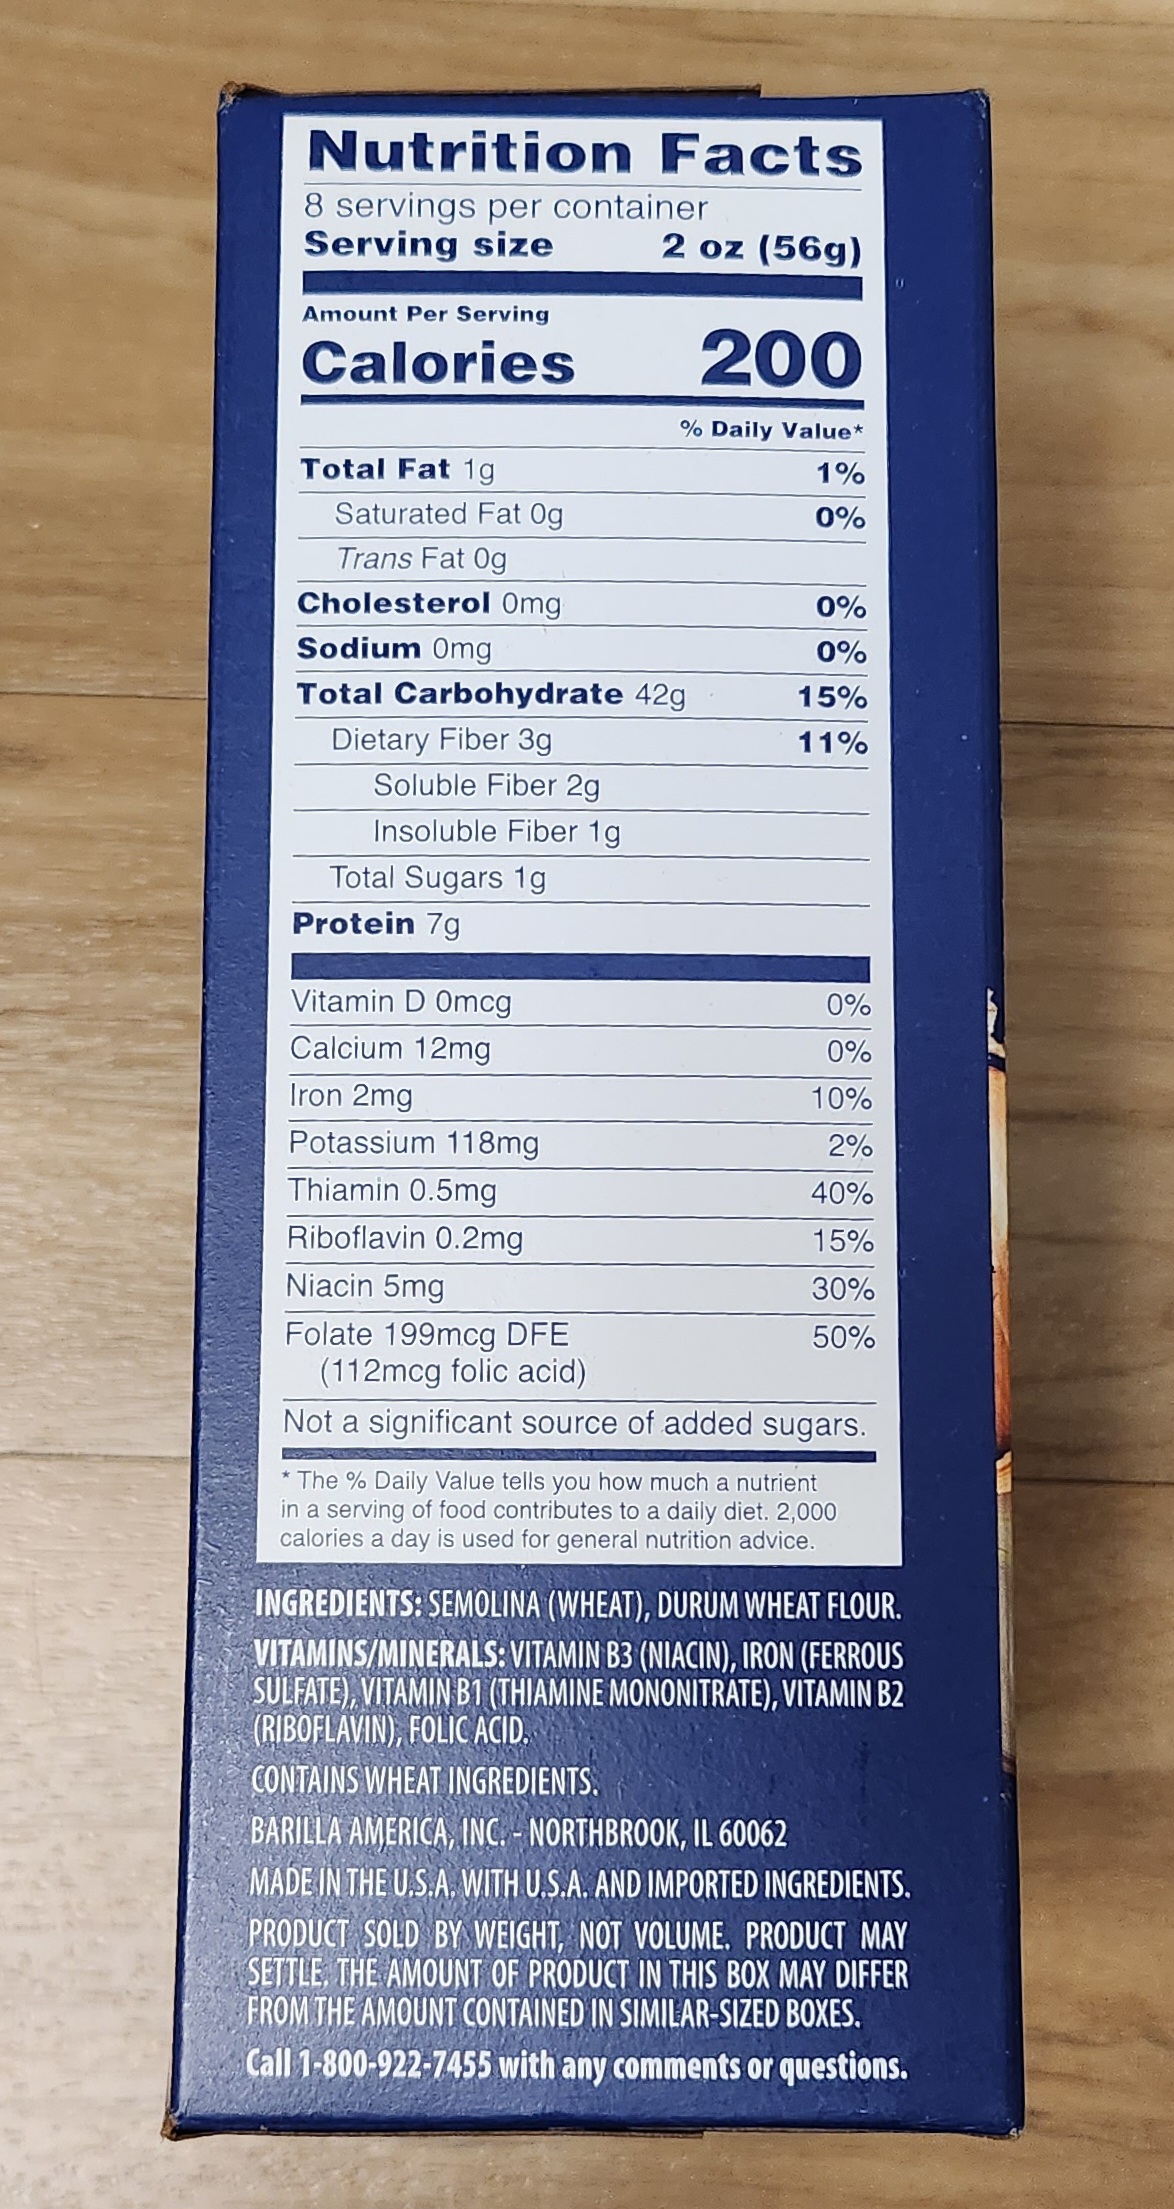 Nutrition Facts
8 servings per container
Serving size 2 oz (56g)
Amount Per Serving
Calories 200
% Daily Value*
Total Fat 1g 1%
Saturated Fat 0g 0%
Trans Fat 0g
Cholesterol 0mg 0%
Sodium 0mg 0%
Total Carbohydrate 42g 15%
Dietary Fiber 3g 11%
Soluble Fiber 2g
Insoluble Fiber 1g
Total Sugars 1g
Protein 7g
Vitamin D 0mcg 0%
Calcium 12mg 0%
Iron 2mg 10%
Potassium 118mg 2%
Thiamin 0.5mg 40%
Riboflavin 0.2mg 15%
Niacin 5mg 30%
Folate 199mcg DFE 50%
(112mcg folic acid)
Not a significant source of added sugars.
* The % Daily Value tells you how much a nutrient
in a serving of food contributes to a daily diet. 2,000
calories a day is used for general nutrition advice.
INGREDIENTS: SEMOLINA (WHEAT), DURUM WHEAT FLOUR.
VITAMINS/MINERALS: VITAMIN B3 (NIACIN), IRON (FERROUS
SULFATE), VITAMIN B1 (THIAMINE MONONITRATE), VITAMIN B2
(RIBOFLAVIN), FOLIC ACID.
CONTAINS WHEAT INGREDIENTS.
BARILLA AMERICA, INC. - NORTHBROOK, IL 60062
MADE IN THE U.S.A. WITH U.S.A. AND IMPORTED INGREDIENTS.
PRODUCT SOLD BY WEIGHT, NOT VOLUME. PRODUCT MAY
SETTLE. THE AMOUNT OF PRODUCT IN THIS BOX MAY DIFFER
FROM THE AMOUNT CONTAINED IN SIMILAR-SIZED BOXES.
Call 1-800-922-7455 with any comments or questions.